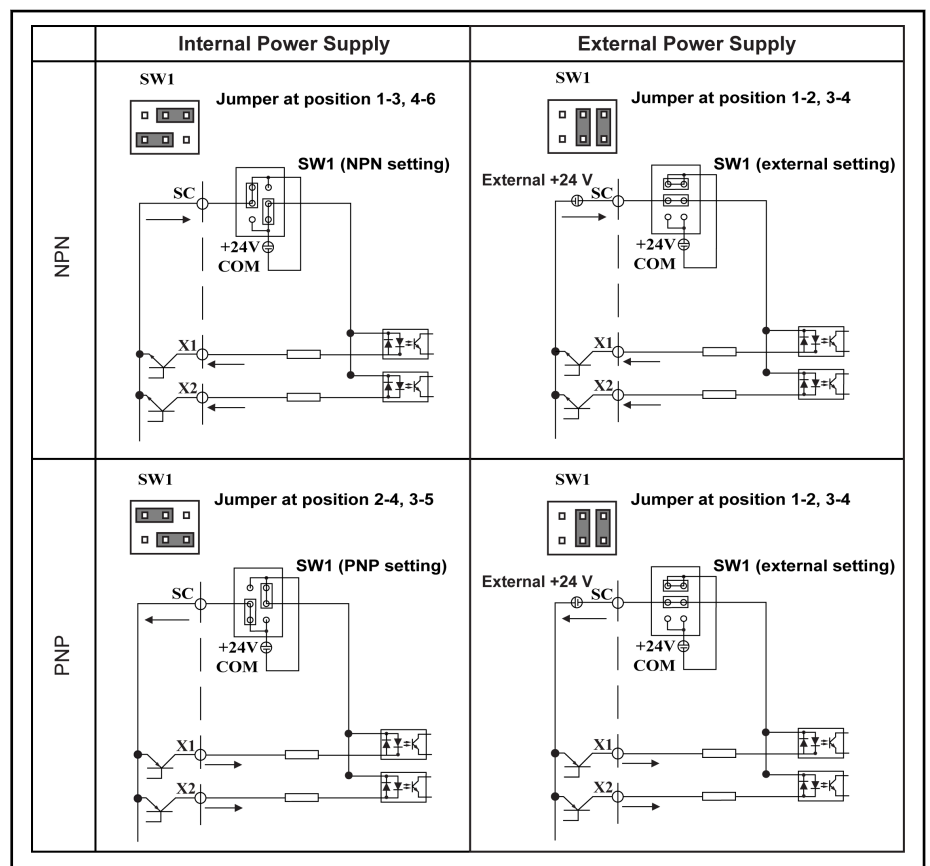 Internal Power Supply
External Power Supply
NPN
SW1
Jumper at position 1-3, 4-6
SW1 (NPN setting)
SC
+24V
COM
X1
X2
SW1
Jumper at position 1-2, 3-4
SW1 (external setting)
External +24 V
SC
+24V
COM
X1
X2
PNP
SW1
Jumper at position 2-4, 3-5
SW1 (PNP setting)
SC
+24V
COM
X1
X2
SW1
Jumper at position 1-2, 3-4
SW1 (external setting)
External +24 V
SC
+24V
COM
X1
X2